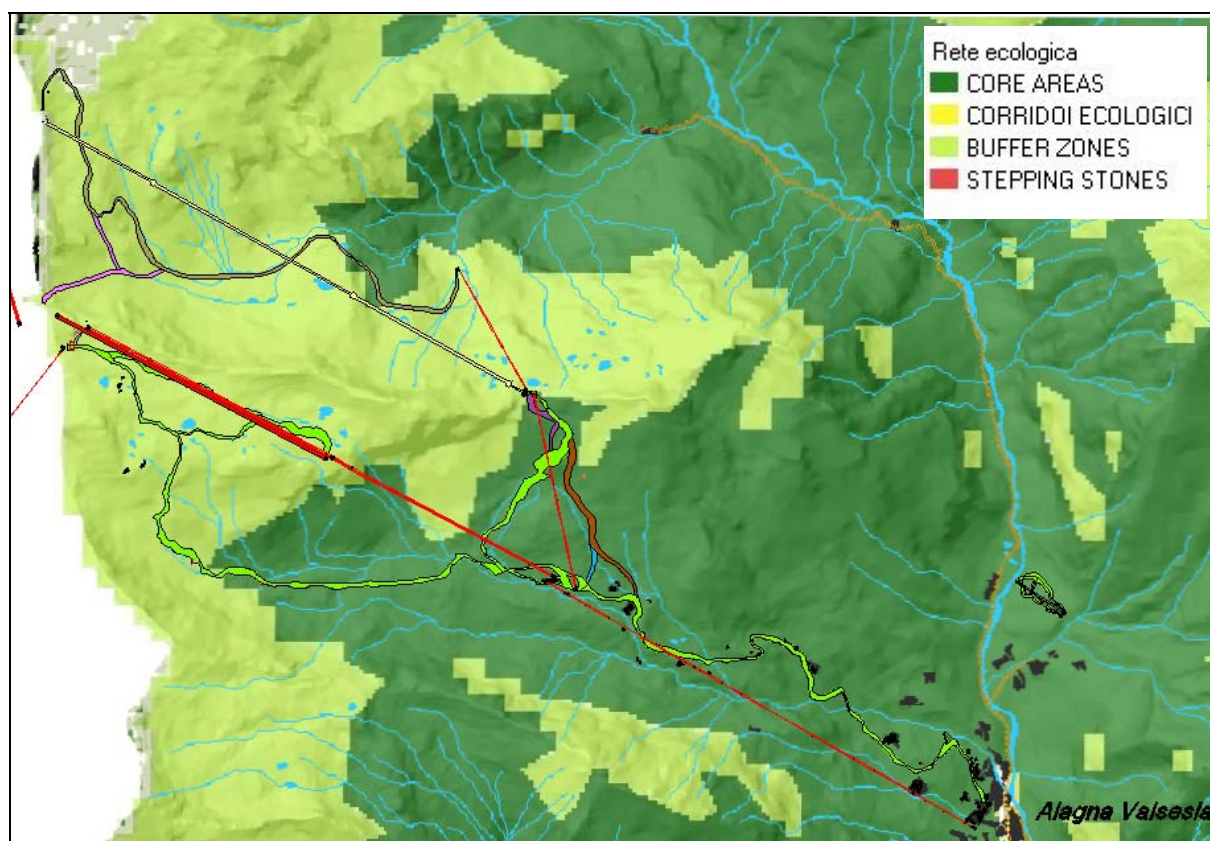 Rete ecologica
CORE AREAS
CORRIDOI ECOLOGICI
BUFFER ZONES
STEPPING STONES
Alagna Valsesia